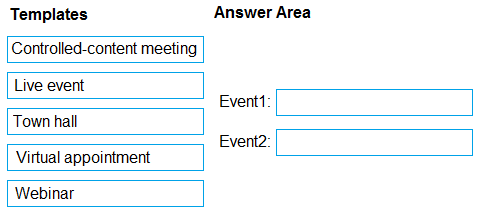 Templates
Answer Area
Controlled-content meeting
Live event
Town hall
Virtual appointment
Webinar
Event1:
Event2: